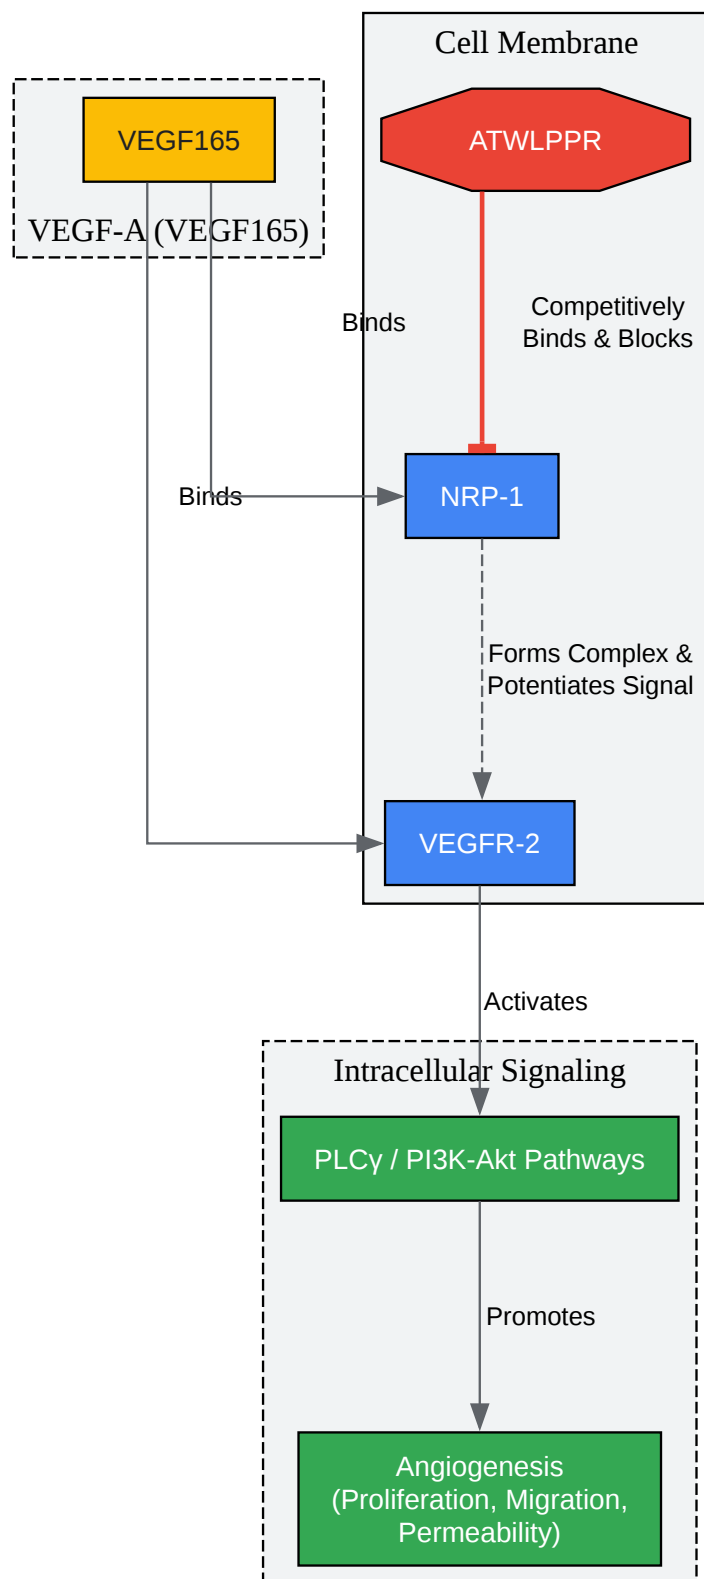 Cell Membrane
VEGF165
ATWLPPR
VEGF-A (VEGF165)
Binds
Competitively
Binds & Blocks
Binds
NRP-1
Forms Complex &
Potentiates Signal
VEGFR-2
Activates
Intracellular Signaling
PLCγ / PI3K-Akt Pathways
Promotes
Angiogenesis
(Proliferation, Migration,
Permeability)